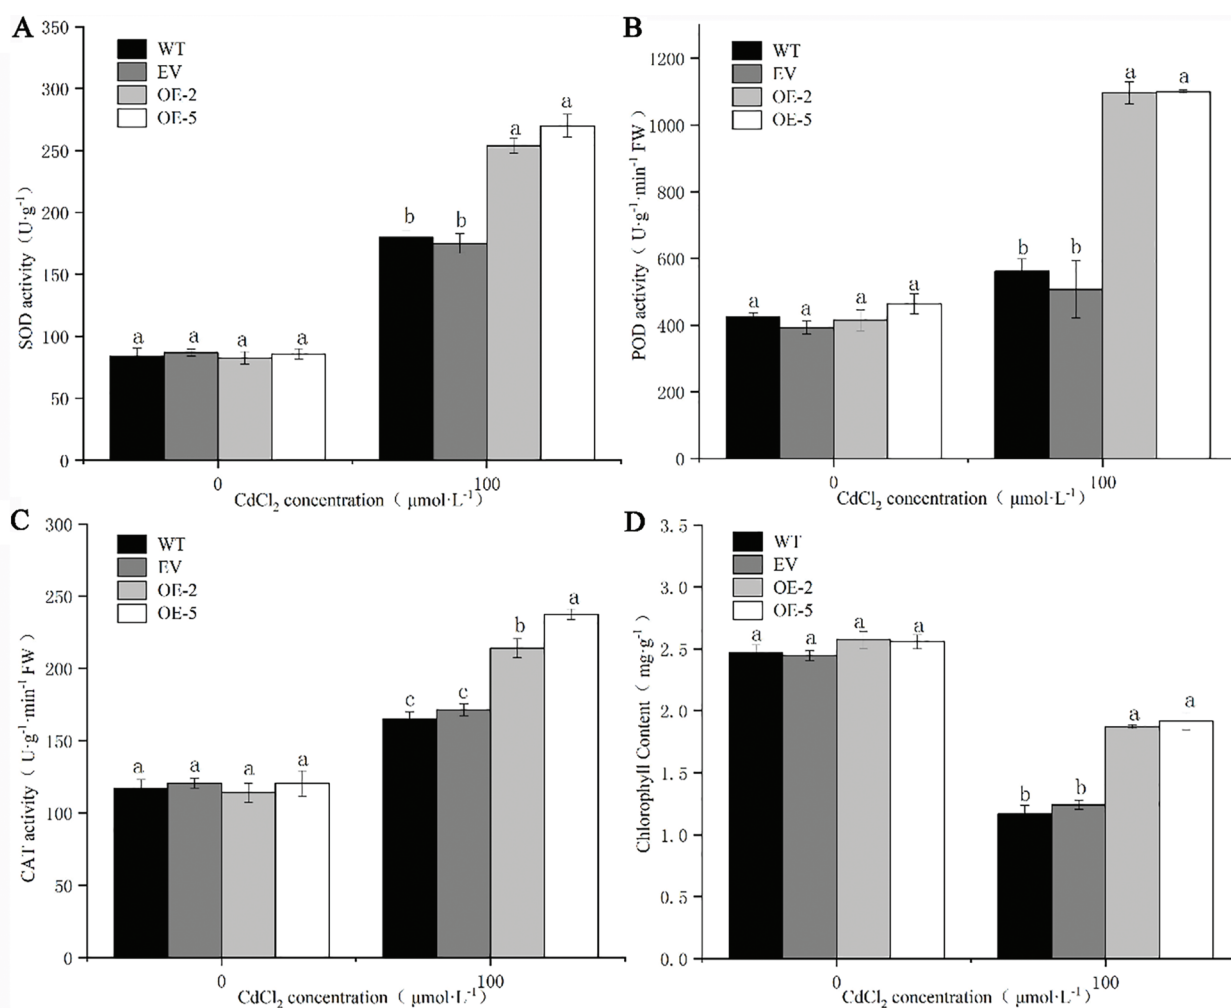 A
350
300
250
200
150
100
50
0
SOD activity（U·g⁻¹）
WT
EV
OE-2
OE-5
a a a a
b b a a
0 100
CdCl₂ concentration（ μmol·L⁻¹）
B
1200
1000
800
600
400
200
0
POD activity（ U·g⁻¹·min⁻¹ FW ）
WT
EV
OE-2
OE-5
a a a a
b b a a
0 100
CdCl₂ concentration（ μmol·L⁻¹）
C
300
250
200
150
100
50
0
CAT activity（ U·g⁻¹·min⁻¹ FW ）
WT
EV
OE-2
OE-5
a a a a
c c b a
0 100
CdCl₂ concentration（ μmol·L⁻¹）
D
3.5
3.0
2.5
2.0
1.5
1.0
0.5
0.0
Chlorophyll Content（ mg·g⁻¹）
WT
EV
OE-2
OE-5
a a a a
b b a a
0 100
CdCl₂ concentration（ μmol·L⁻¹）